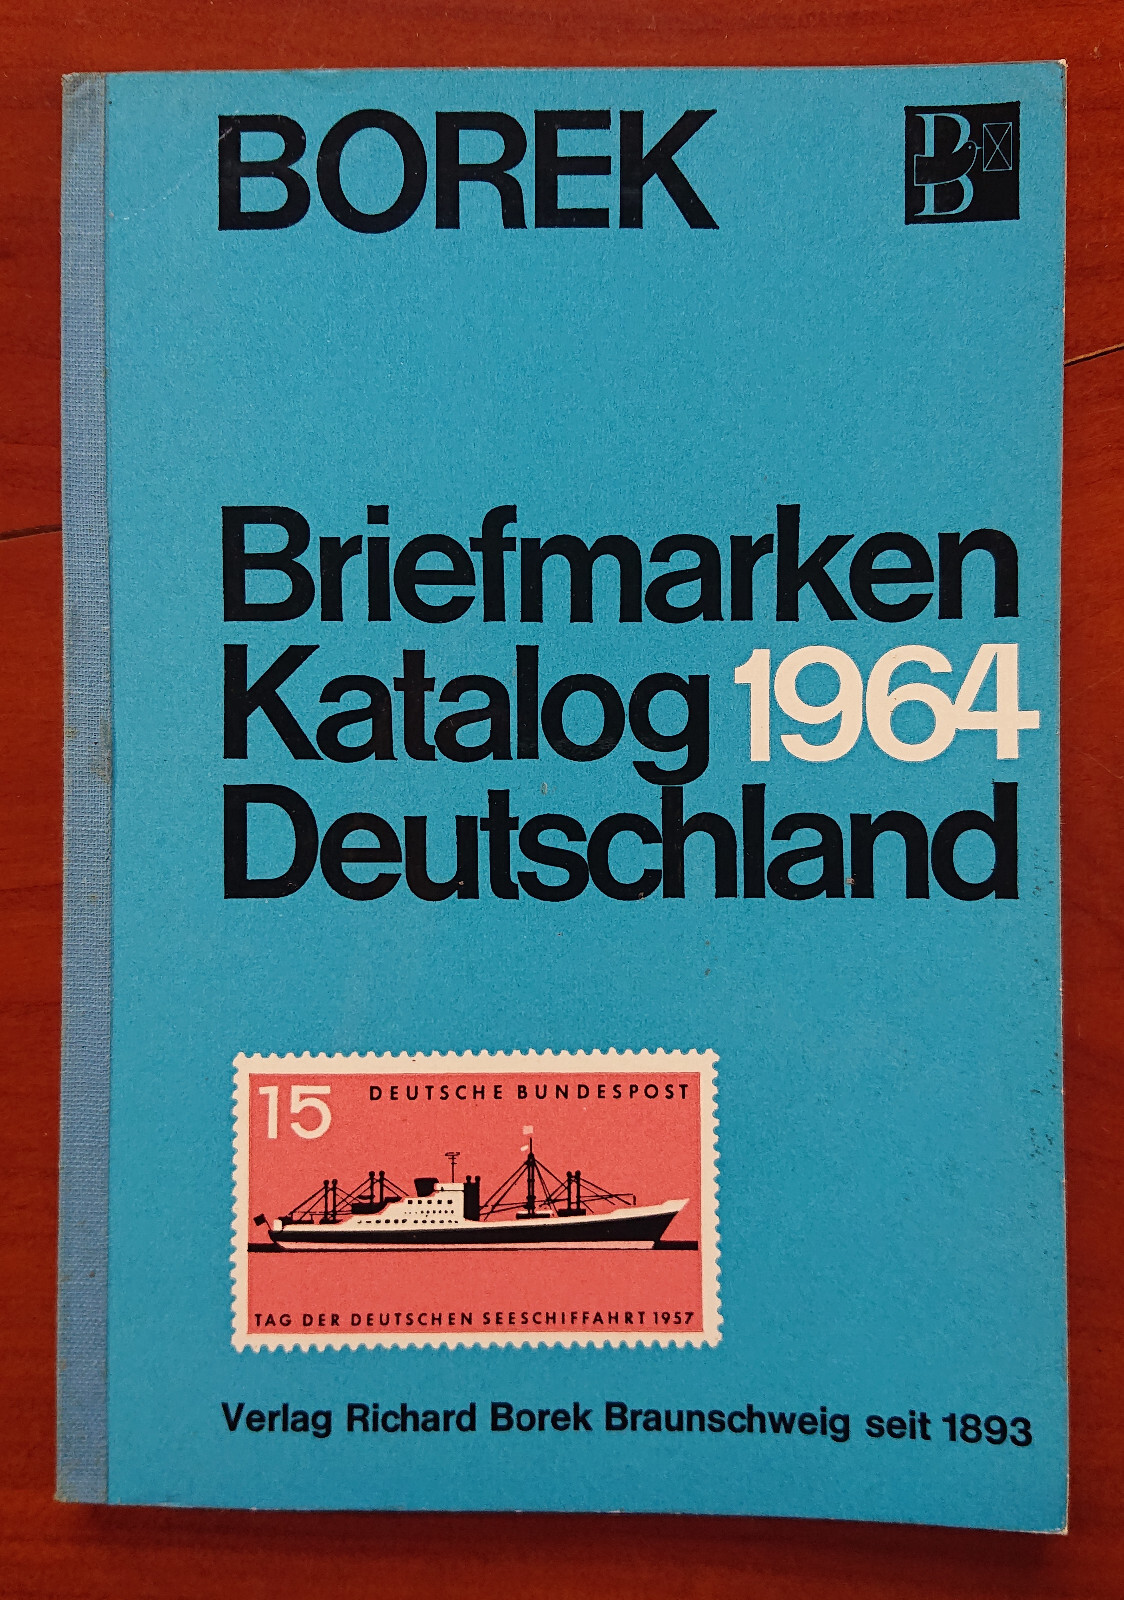 BOREK
B
B
Briefmarken
Katalog 1964
Deutschland
15 DEUTSCHE BUNDESPOST
TAG DER DEUTSCHEN SEESCHIFFAHRT 1957
Verlag Richard Borek Braunschweig seit 1893